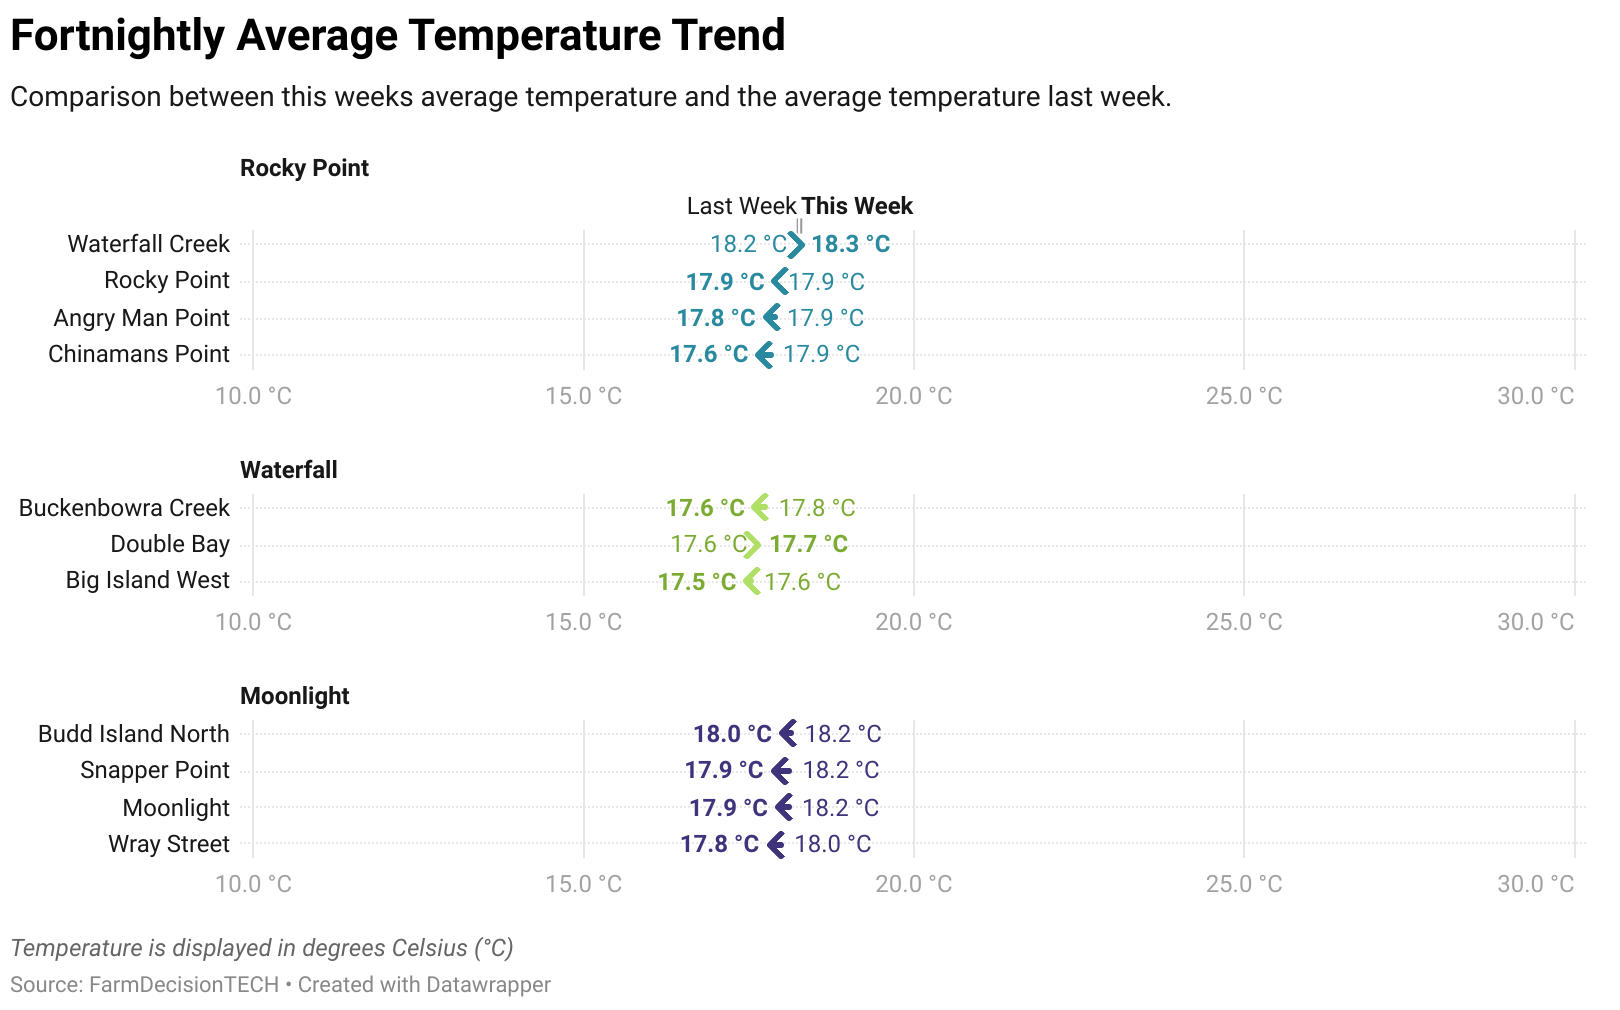 Fortnightly Average Temperature Trend
Comparison between this weeks average temperature and the average temperature last week.
Rocky Point
Last Week This Week
Waterfall Creek 18.2 °C 18.3 °C
Rocky Point 17.9 °C 17.9 °C
Angry Man Point 17.8 °C 17.9 °C
Chinamans Point 17.6 °C 17.9 °C
10.0 °C 15.0 °C 20.0 °C 25.0 °C 30.0 °C
Waterfall
Buckenbowra Creek 17.6 °C 17.8 °C
Double Bay 17.6 °C 17.7 °C
Big Island West 17.5 °C 17.6 °C
10.0 °C 15.0 °C 20.0 °C 25.0 °C 30.0 °C
Moonlight
Budd Island North 18.0 °C 18.2 °C
Snapper Point 17.9 °C 18.2 °C
Moonlight 17.9 °C 18.2 °C
Wray Street 17.8 °C 18.0 °C
10.0 °C 15.0 °C 20.0 °C 25.0 °C 30.0 °C
Temperature is displayed in degrees Celsius (°C)
Source: FarmDecisionTECH • Created with Datawrapper